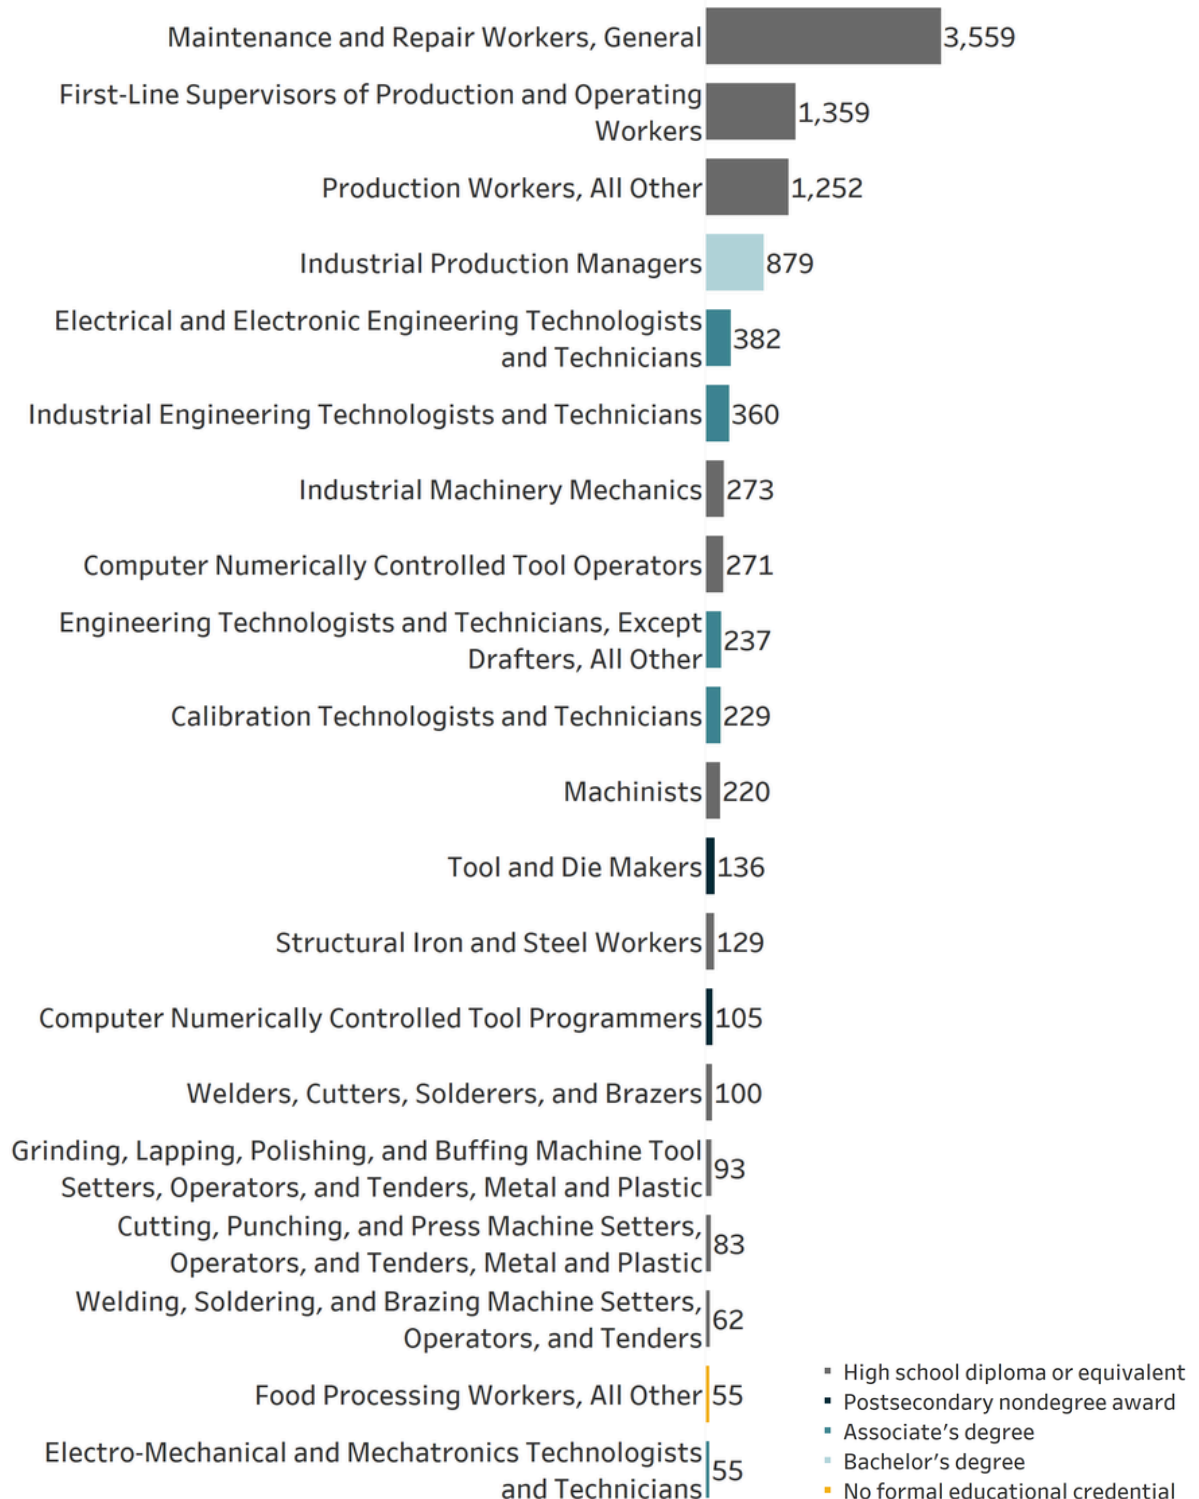 Maintenance and Repair Workers, General 3,559
First-Line Supervisors of Production and Operating
Workers 1,359
Production Workers, All Other 1,252
Industrial Production Managers 879
Electrical and Electronic Engineering Technologists
and Technicians 382
Industrial Engineering Technologists and Technicians 360
Industrial Machinery Mechanics 273
Computer Numerically Controlled Tool Operators 271
Engineering Technologists and Technicians, Except
Drafters, All Other 237
Calibration Technologists and Technicians 229
Machinists 220
Tool and Die Makers 136
Structural Iron and Steel Workers 129
Computer Numerically Controlled Tool Programmers 105
Welders, Cutters, Solderers, and Brazers 100
Grinding, Lapping, Polishing, and Buffing Machine Tool
Setters, Operators, and Tenders, Metal and Plastic 93
Cutting, Punching, and Press Machine Setters,
Operators, and Tenders, Metal and Plastic 83
Welding, Soldering, and Brazing Machine Setters,
Operators, and Tenders 62
Food Processing Workers, All Other 55
Electro-Mechanical and Mechatronics Technologists
and Technicians 55
High school diploma or equivalent
Postsecondary nondegree award
Associate's degree
Bachelor's degree
No formal educational credential